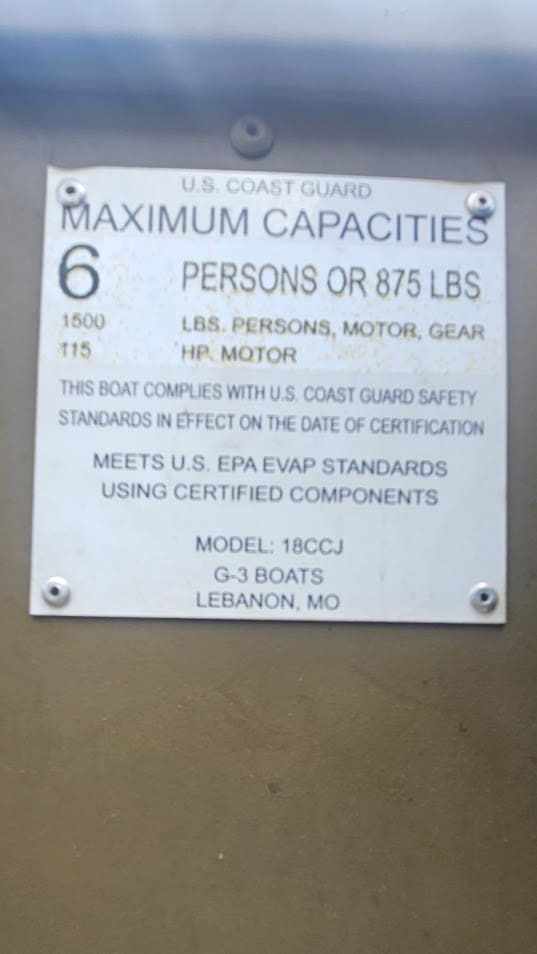 U.S. COAST GUARD
MAXIMUM CAPACITIES
6 PERSONS OR 875 LBS
1500 LBS. PERSONS, MOTOR, GEAR
115 HP. MOTOR
THIS BOAT COMPLIES WITH U.S. COAST GUARD SAFETY
STANDARDS IN EFFECT ON THE DATE OF CERTIFICATION
MEETS U.S. EPA EVAP STANDARDS
USING CERTIFIED COMPONENTS
MODEL: 18CCJ
G-3 BOATS
LEBANON, MO